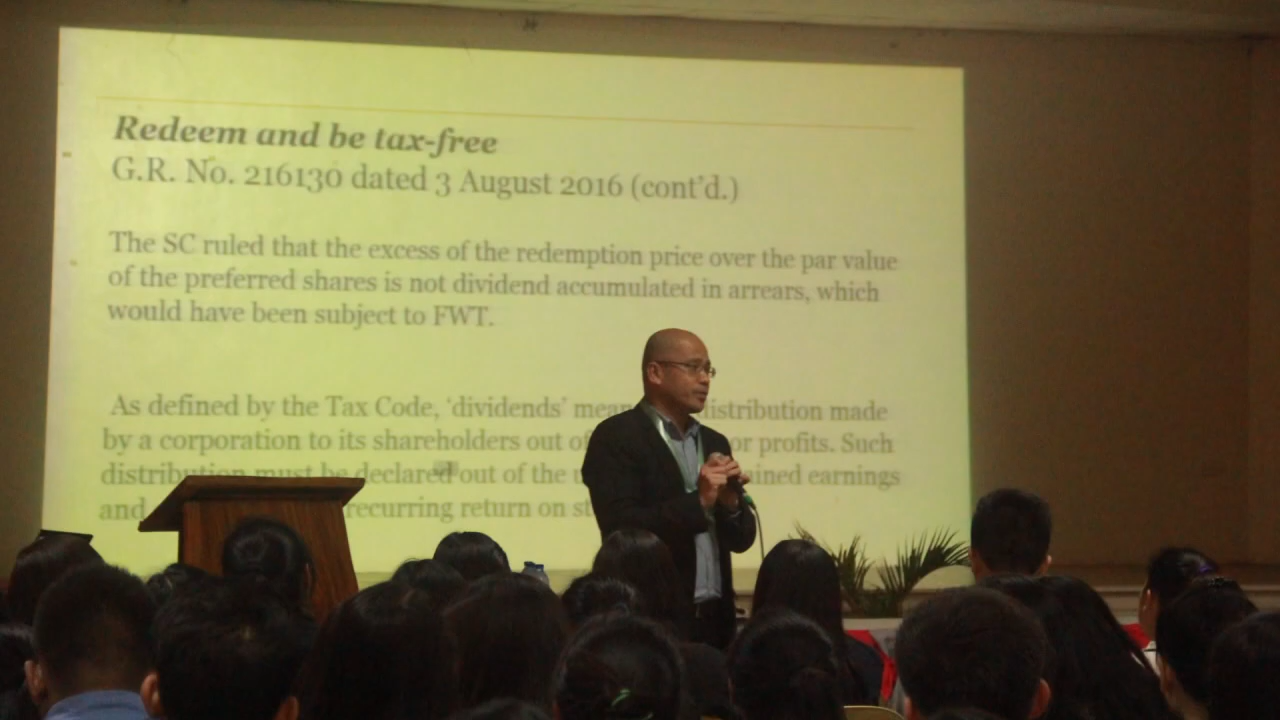 Redeem and be tax-free
G.R. No. 216130 dated 3 August 2016 (cont'd.)
The SC ruled that the excess of the redemption price over the par value
of the preferred shares is not dividend accumulated in arrears, which
would have been subject to FWT.
As defined by the Tax Code, 'dividends' distribution made
by a corporation to its shareholders out of or profits. Such
distribution must be declared out of the earnings
and recurring return on